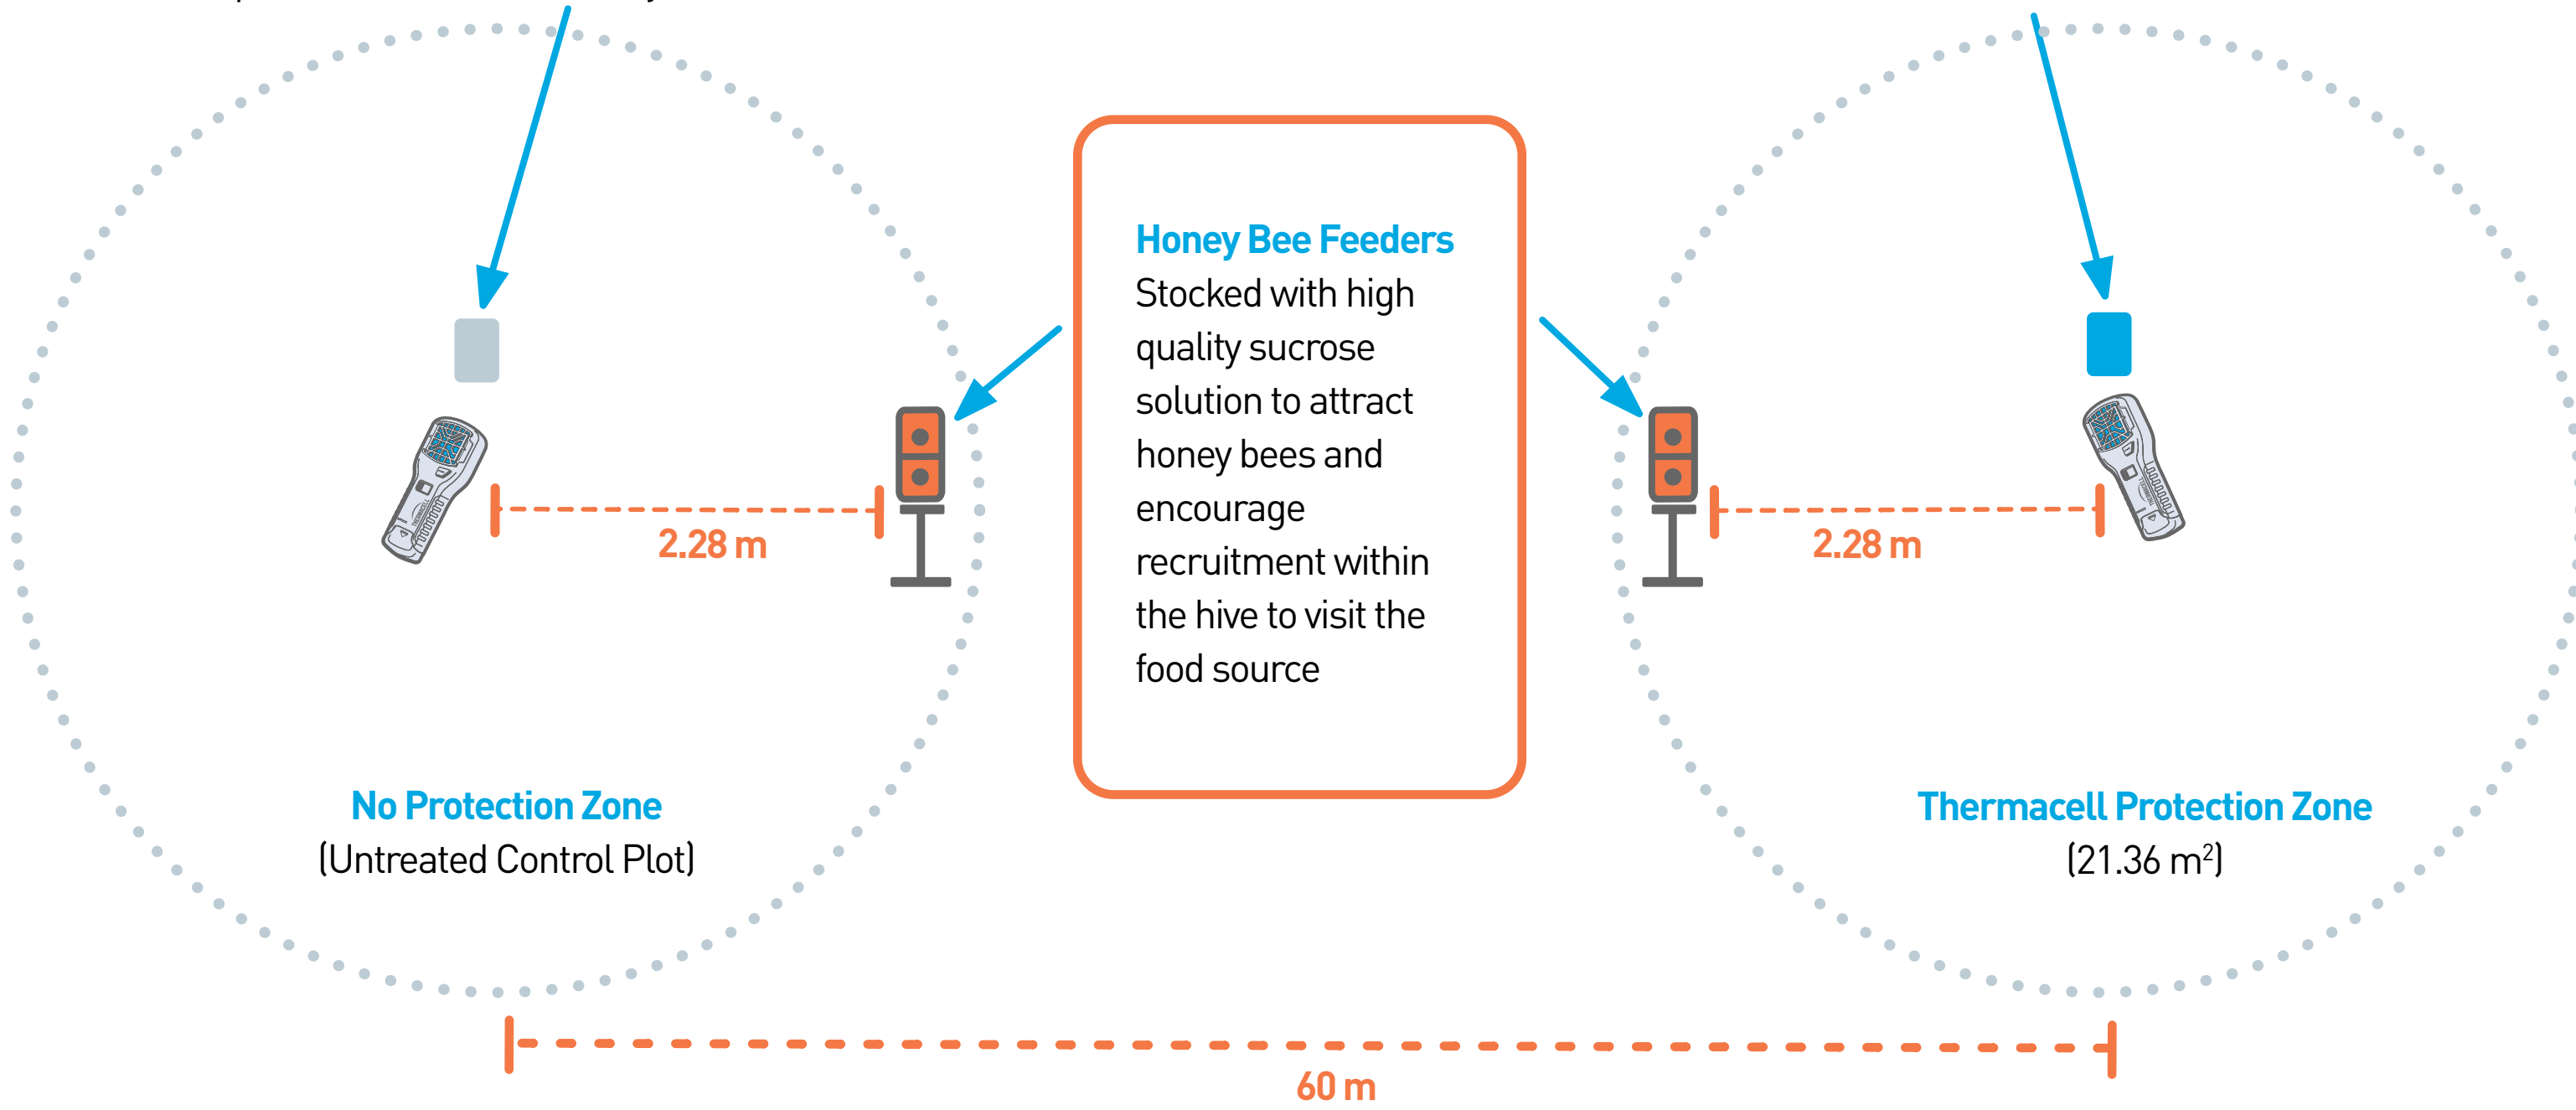 Honey Bee Feeders
Stocked with high
quality sucrose
solution to attract
honey bees and
encourage
recruitment within
the hive to visit the
food source
2.28 m
2.28 m
No Protection Zone
(Untreated Control Plot)
Thermacell Protection Zone
(21.36 m²)
60 m